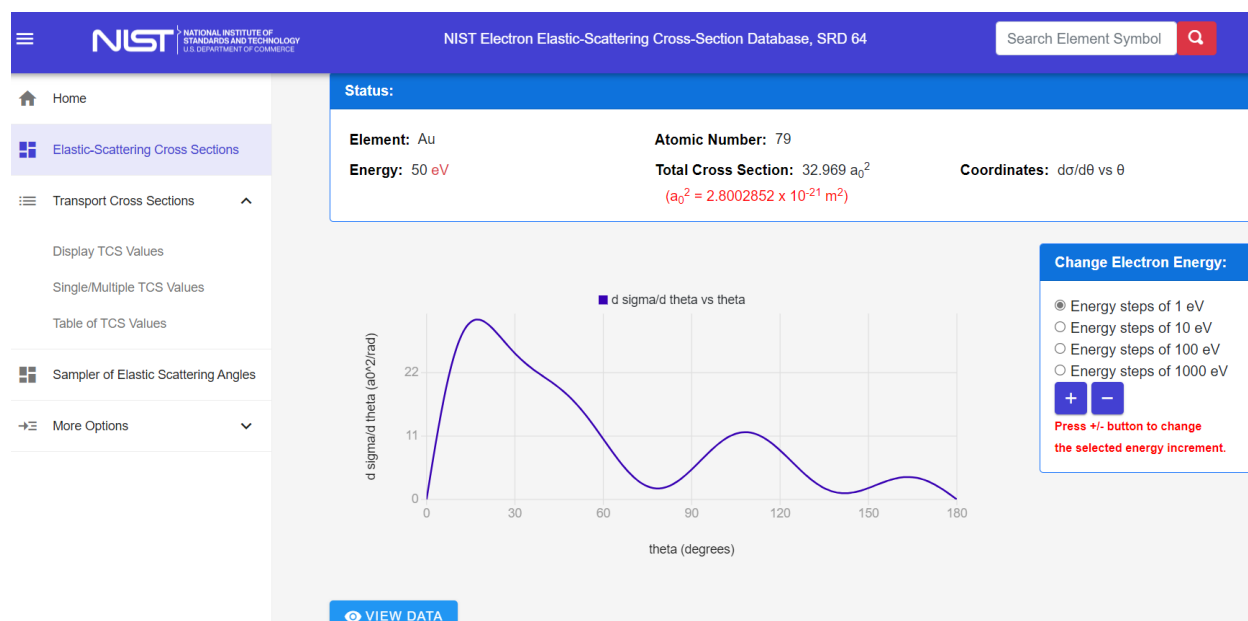 NIST NATIONAL INSTITUTE OF
STANDARDS AND TECHNOLOGY
U.S. DEPARTMENT OF COMMERCE
NIST Electron Elastic-Scattering Cross-Section Database, SRD 64
Search Element Symbol
Home
Elastic-Scattering Cross Sections
Transport Cross Sections
Display TCS Values
Single/Multiple TCS Values
Table of TCS Values
Sampler of Elastic Scattering Angles
More Options
Status:
Element: Au
Atomic Number: 79
Energy: 50 eV
Total Cross Section: 32.969 a₀²
Coordinates: dσ/dθ vs θ
(a₀² = 2.8002852 x 10⁻²¹ m²)
d sigma/d theta vs theta
d sigma/d theta (a0^2/rad)
22
11
0
0 30 60 90 120 150 180
theta (degrees)
Change Electron Energy:
Energy steps of 1 eV
Energy steps of 10 eV
Energy steps of 100 eV
Energy steps of 1000 eV
+ −
Press +/- button to change
the selected energy increment.
VIEW DATA